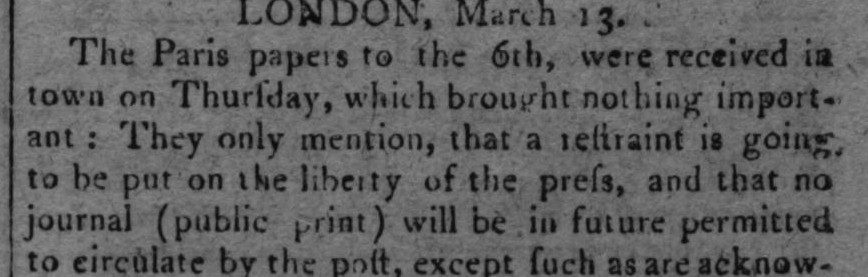 LONDON, March 13.
The Paris papers to the 6th, were received in
town on Thurſday, which brought nothing import-
ant : They only mention, that a reſtraint is going
to be put on the liberty of the preſs, and that no
journal (public print) will be in future permitted
to circulate by the poſt, except ſuch as are acknow-